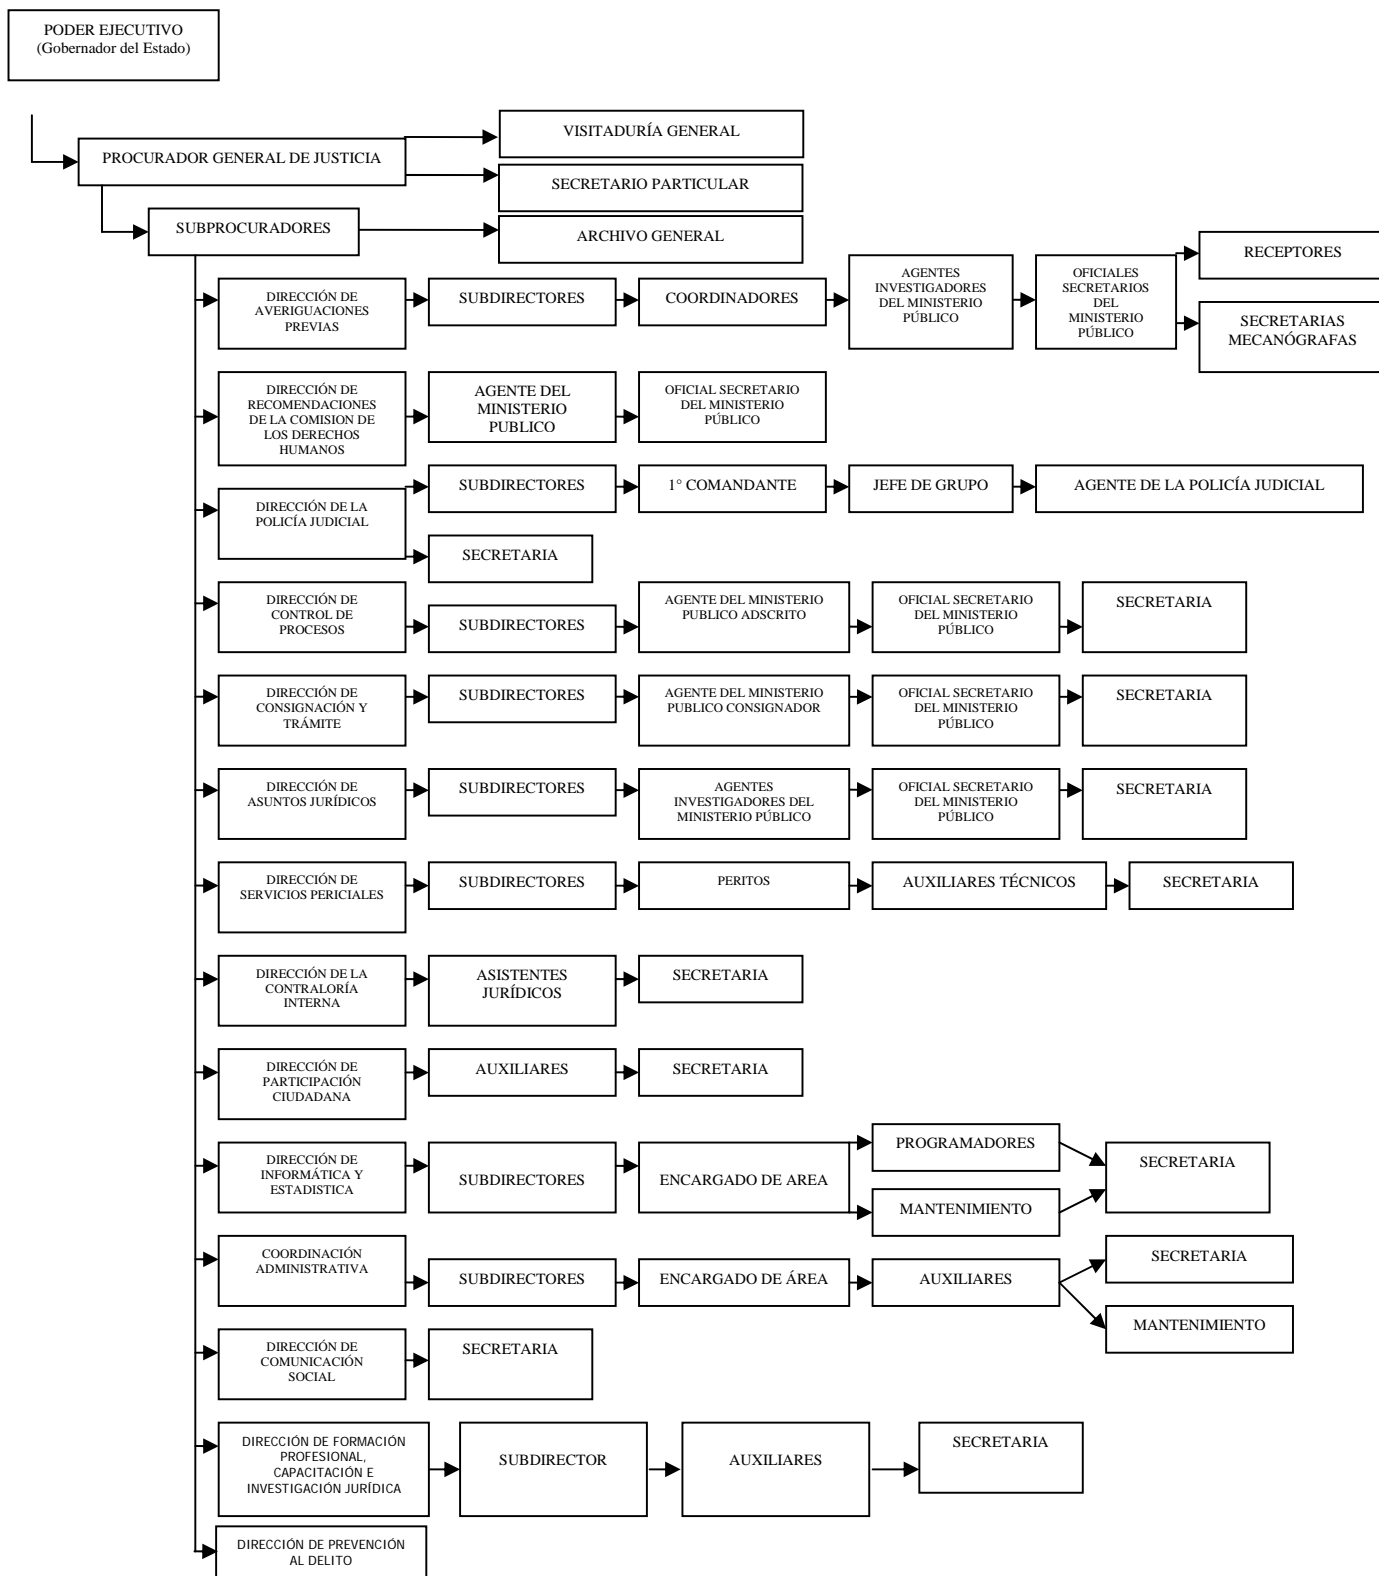 PODER EJECUTIVO
(Gobernador del Estado)
PROCURADOR GENERAL DE JUSTICIA
VISITADURÍA GENERAL
SECRETARIO PARTICULAR
SUBPROCURADORES
ARCHIVO GENERAL
DIRECCIÓN DE
AVERIGUACIONES
PREVIAS
SUBDIRECTORES
COORDINADORES
AGENTES
INVESTIGADORES
DEL MINISTERIO
PÚBLICO
OFICIALES
SECRETARIOS
DEL
MINISTERIO
PÚBLICO
RECEPTORES
SECRETARIAS
MECANÓGRAFAS
DIRECCIÓN DE
RECOMENDACIONES
DE LA COMISION DE
LOS DERECHOS
HUMANOS
AGENTE DEL
MINISTERIO
PUBLICO
OFICIAL SECRETARIO
DEL MINISTERIO
PÚBLICO
DIRECCIÓN DE LA
POLICÍA JUDICIAL
SUBDIRECTORES
1° COMANDANTE
JEFE DE GRUPO
AGENTE DE LA POLICÍA JUDICIAL
SECRETARIA
DIRECCIÓN DE
CONTROL DE
PROCESOS
SUBDIRECTORES
AGENTE DEL MINISTERIO
PUBLICO ADSCRITO
OFICIAL SECRETARIO
DEL MINISTERIO
PÚBLICO
SECRETARIA
DIRECCIÓN DE
CONSIGNACIÓN Y
TRÁMITE
SUBDIRECTORES
AGENTE DEL MINISTERIO
PUBLICO CONSIGNADOR
OFICIAL SECRETARIO
DEL MINISTERIO
PÚBLICO
SECRETARIA
DIRECCIÓN DE
ASUNTOS JURÍDICOS
SUBDIRECTORES
AGENTES
INVESTIGADORES DEL
MINISTERIO PÚBLICO
OFICIAL SECRETARIO
DEL MINISTERIO
PÚBLICO
SECRETARIA
DIRECCIÓN DE
SERVICIOS PERICIALES
SUBDIRECTORES
PERITOS
AUXILIARES TÉCNICOS
SECRETARIA
DIRECCIÓN DE LA
CONTRALORÍA
INTERNA
ASISTENTES
JURÍDICOS
SECRETARIA
DIRECCIÓN DE
PARTICIPACIÓN
CIUDADANA
AUXILIARES
SECRETARIA
DIRECCIÓN DE
INFORMÁTICA Y
ESTADISTICA
SUBDIRECTORES
ENCARGADO DE AREA
PROGRAMADORES
MANTENIMIENTO
SECRETARIA
COORDINACIÓN
ADMINISTRATIVA
SUBDIRECTORES
ENCARGADO DE ÁREA
AUXILIARES
SECRETARIA
MANTENIMIENTO
DIRECCIÓN DE
COMUNICACIÓN
SOCIAL
SECRETARIA
DIRECCIÓN DE FORMACIÓN
PROFESIONAL,
CAPACITACIÓN E
INVESTIGACIÓN JURÍDICA
SUBDIRECTOR
AUXILIARES
SECRETARIA
DIRECCIÓN DE PREVENCIÓN
AL DELITO